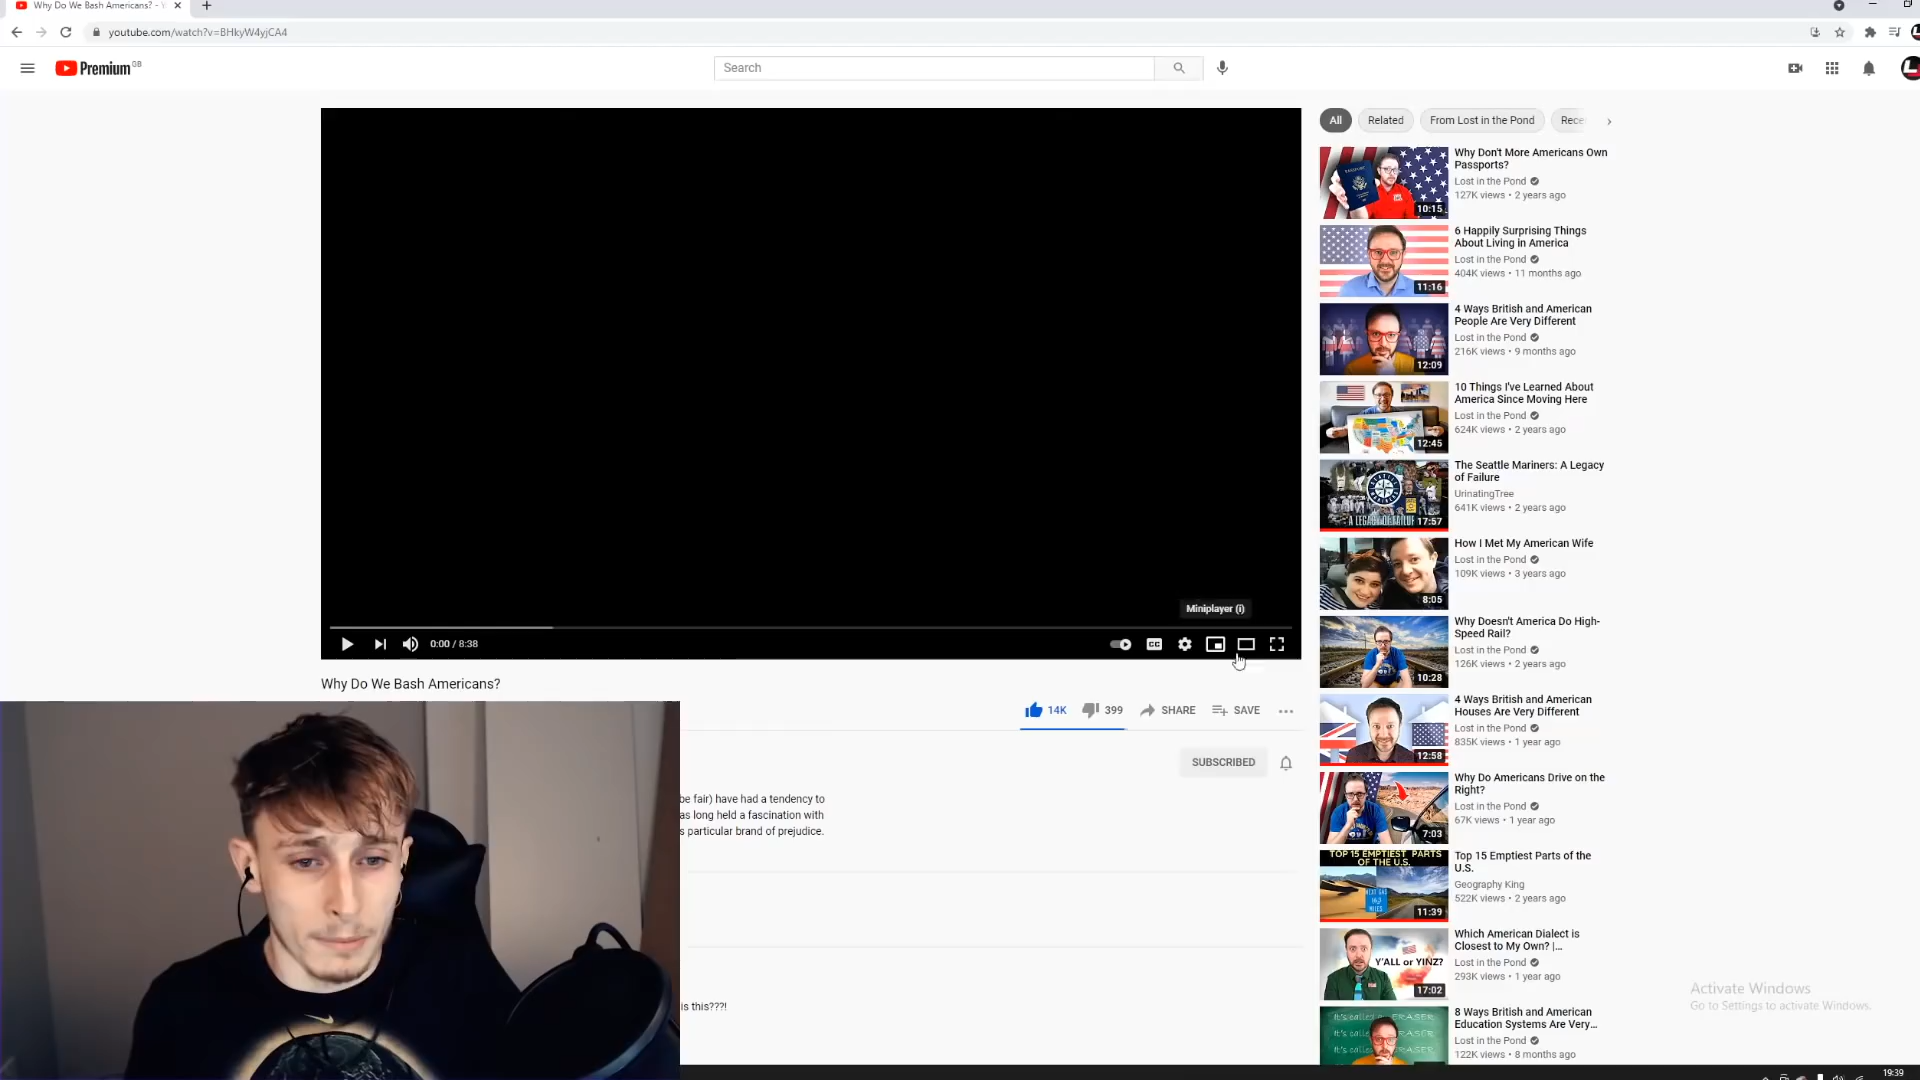 Why Do We Bash Americans? - Y
youtube.com/watch?v=BHkyW4yjCA4
Premium GB
Search
All
Related
From Lost in the Pond
Rece
Why Don't More Americans Own
Passports?
Lost in the Pond
127K views • 2 years ago
10:15
6 Happily Surprising Things
About Living in America
Lost in the Pond
404K views • 11 months ago
11:16
4 Ways British and American
People Are Very Different
Lost in the Pond
216K views • 9 months ago
12:09
10 Things I've Learned About
America Since Moving Here
Lost in the Pond
624K views • 2 years ago
12:45
The Seattle Mariners: A Legacy
of Failure
UrinatingTree
641K views • 2 years ago
17:57
How I Met My American Wife
Lost in the Pond
109K views • 3 years ago
8:05
Why Doesn't America Do High-
Speed Rail?
Lost in the Pond
126K views • 2 years ago
10:28
4 Ways British and American
Houses Are Very Different
Lost in the Pond
835K views • 1 year ago
12:58
Why Do Americans Drive on the
Right?
Lost in the Pond
67K views • 1 year ago
7:03
TOP 15 EMPTIEST PARTS
OF THE U.S.
Top 15 Emptiest Parts of the
U.S.
Geography King
522K views • 2 years ago
11:39
Which American Dialect is
Closest to My Own? |...
Lost in the Pond
293K views • 1 year ago
Y'ALL or YINZ?
17:02
8 Ways British and American
Education Systems Are Very...
Lost in the Pond
122K views • 8 months ago
Miniplayer (i)
0:00 / 8:38
CC
Why Do We Bash Americans?
14K
399
SHARE
SAVE
SUBSCRIBED
be fair) have had a tendency to
as long held a fascination with
s particular brand of prejudice.
is this???!
Activate Windows
Go to Settings to activate Windows.
19:39